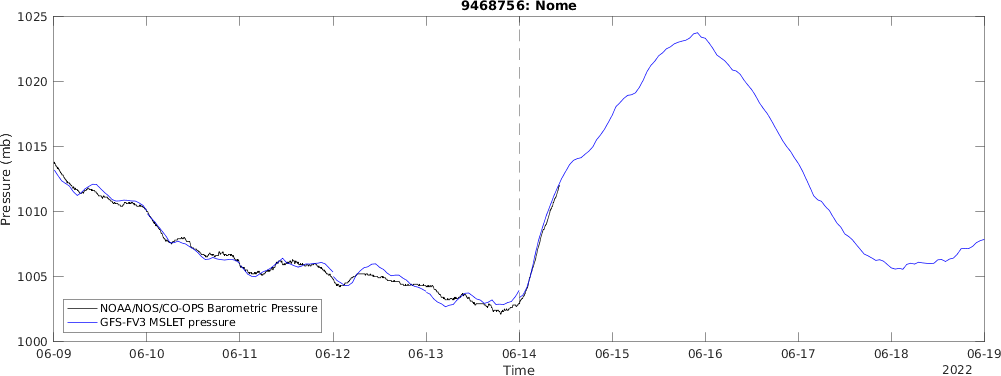 9468756: Nome
Pressure (mb)
1025
1020
1015
1010
1005
1000
NOAA/NOS/CO-OPS Barometric Pressure
GFS-FV3 MSLET pressure
06-09 06-10 06-11 06-12 06-13 06-14 06-15 06-16 06-17 06-18 06-19
Time
2022